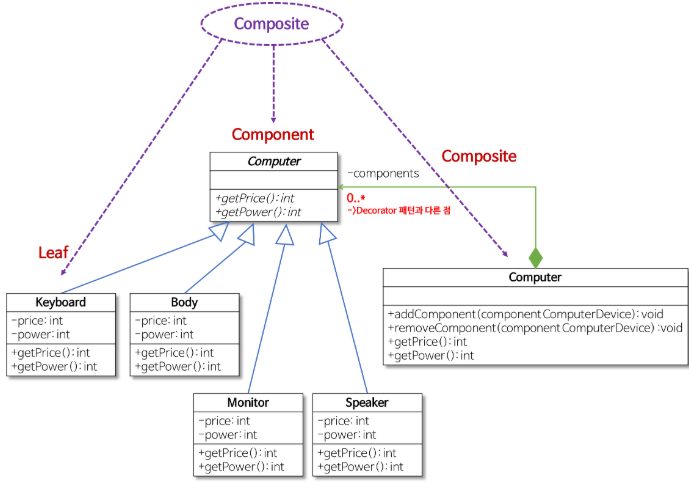 Composite
Component
Computer
+getPrice(): int
+getPower(): int
-components
0..*
->Decorator 패턴과 다른 점
Composite
Leaf
Keyboard
-price: int
-power: int
+getPrice(): int
+getPower(): int
Body
-price: int
-power: int
+getPrice(): int
+getPower(): int
Computer
+addComponent(component ComputerDevice): void
+removeComponent(component ComputerDevice) :void
+getPrice(): int
+getPower(): int
Monitor
-price: int
-power: int
+getPrice(): int
+getPower(): int
Speaker
-price: int
-power: int
+getPrice(): int
+getPower(): int